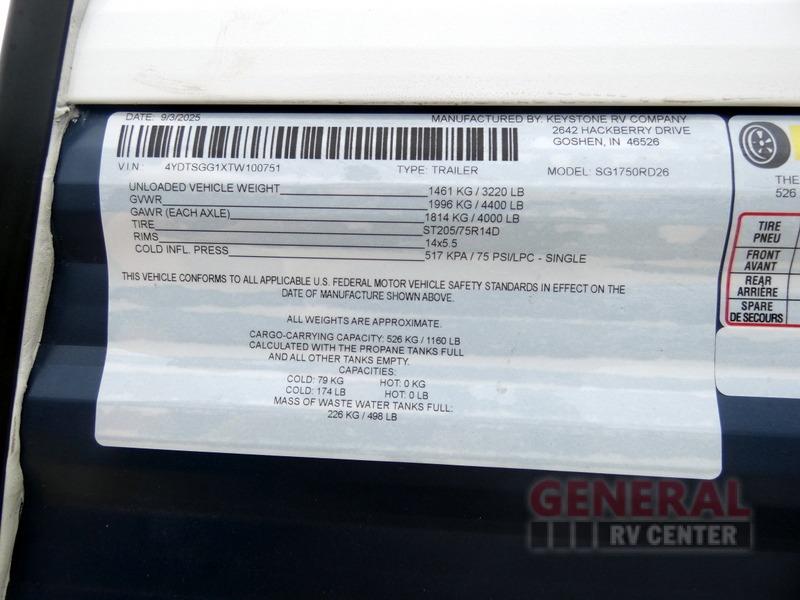 DATE: 9/3/2025 MANUFACTURED BY: KEYSTONE RV COMPANY
2642 HACKBERRY DRIVE
GOSHEN, IN 46526
V.I.N: 4YDTSGG1XTW100751 TYPE: TRAILER MODEL: SG1750RD26
UNLOADED VEHICLE WEIGHT 1461 KG / 3220 LB
GVWR 1996 KG / 4400 LB
GAWR (EACH AXLE) 1814 KG / 4000 LB
TIRE ST205/75R14D
RIMS 14x5.5
COLD INFL. PRESS 517 KPA / 75 PSI/LPC - SINGLE
THIS VEHICLE CONFORMS TO ALL APPLICABLE U.S. FEDERAL MOTOR VEHICLE SAFETY STANDARDS IN EFFECT ON THE
DATE OF MANUFACTURE SHOWN ABOVE.
ALL WEIGHTS ARE APPROXIMATE.
CARGO-CARRYING CAPACITY: 526 KG / 1160 LB
CALCULATED WITH THE PROPANE TANKS FULL
AND ALL OTHER TANKS EMPTY.
CAPACITIES:
COLD: 79 KG HOT: 0 KG
COLD: 174 LB HOT: 0 LB
MASS OF WASTE WATER TANKS FULL:
226 KG / 498 LB
THE
526
TIRE
PNEU
FRONT
AVANT
REAR
ARRIÈRE
SPARE
DE SECOURS
GENERAL
RV CENTER